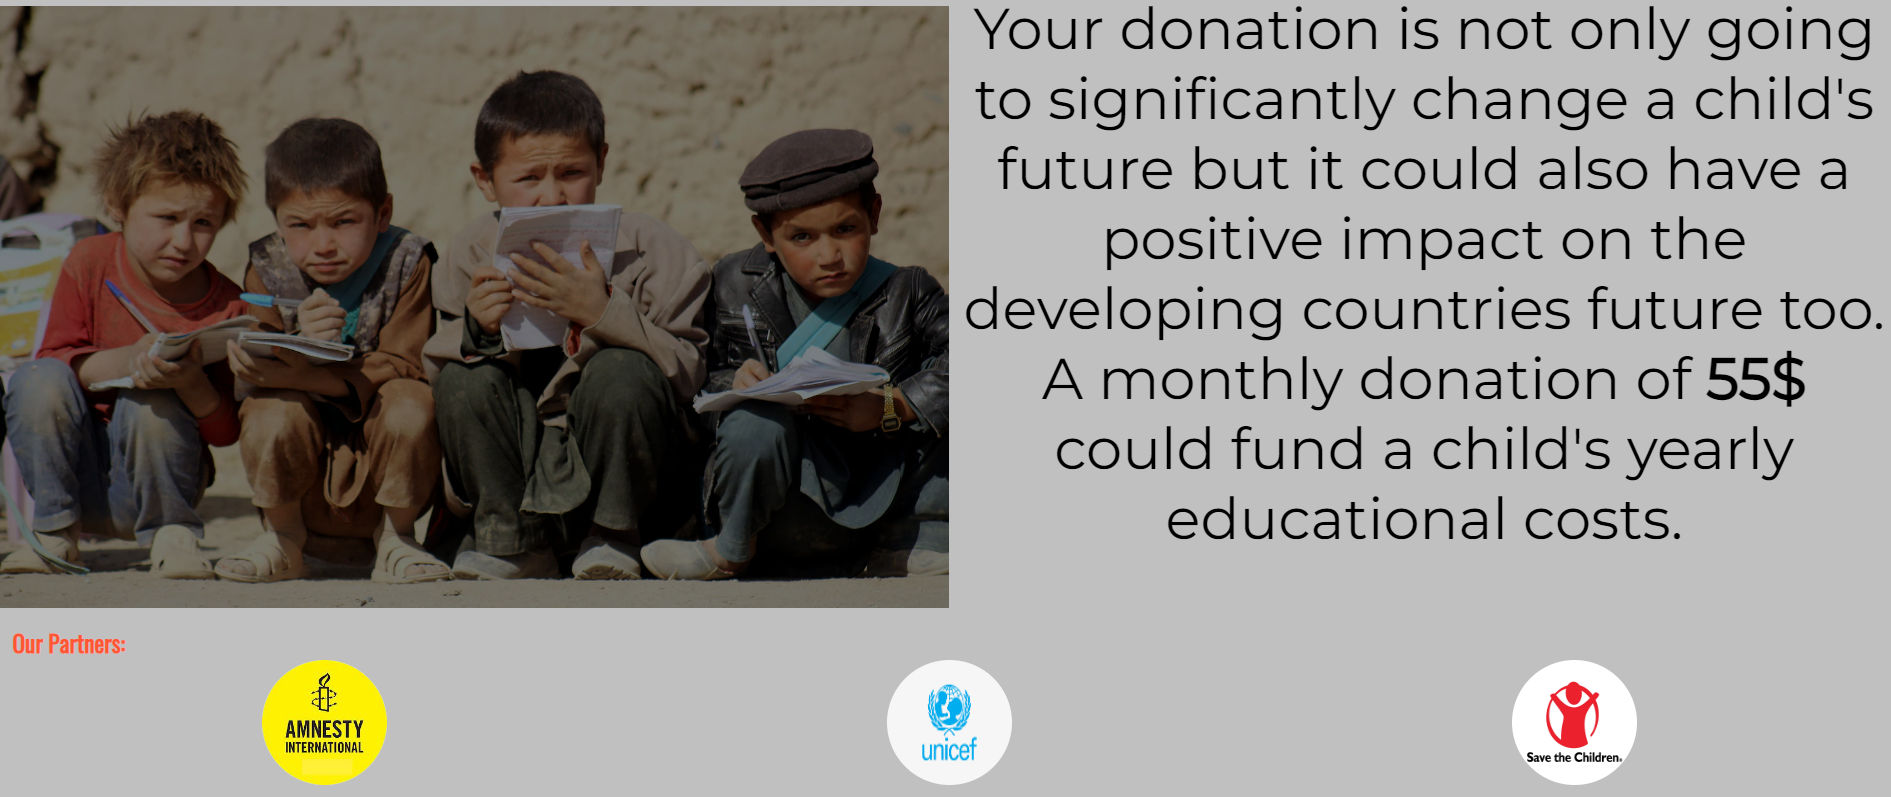 Your donation is not only going
to significantly change a child's
future but it could also have a
positive impact on the
developing countries future too.
A monthly donation of 55$
could fund a child's yearly
educational costs.
Our Partners:
AMNESTY
INTERNATIONAL
unicef
Save the Children®